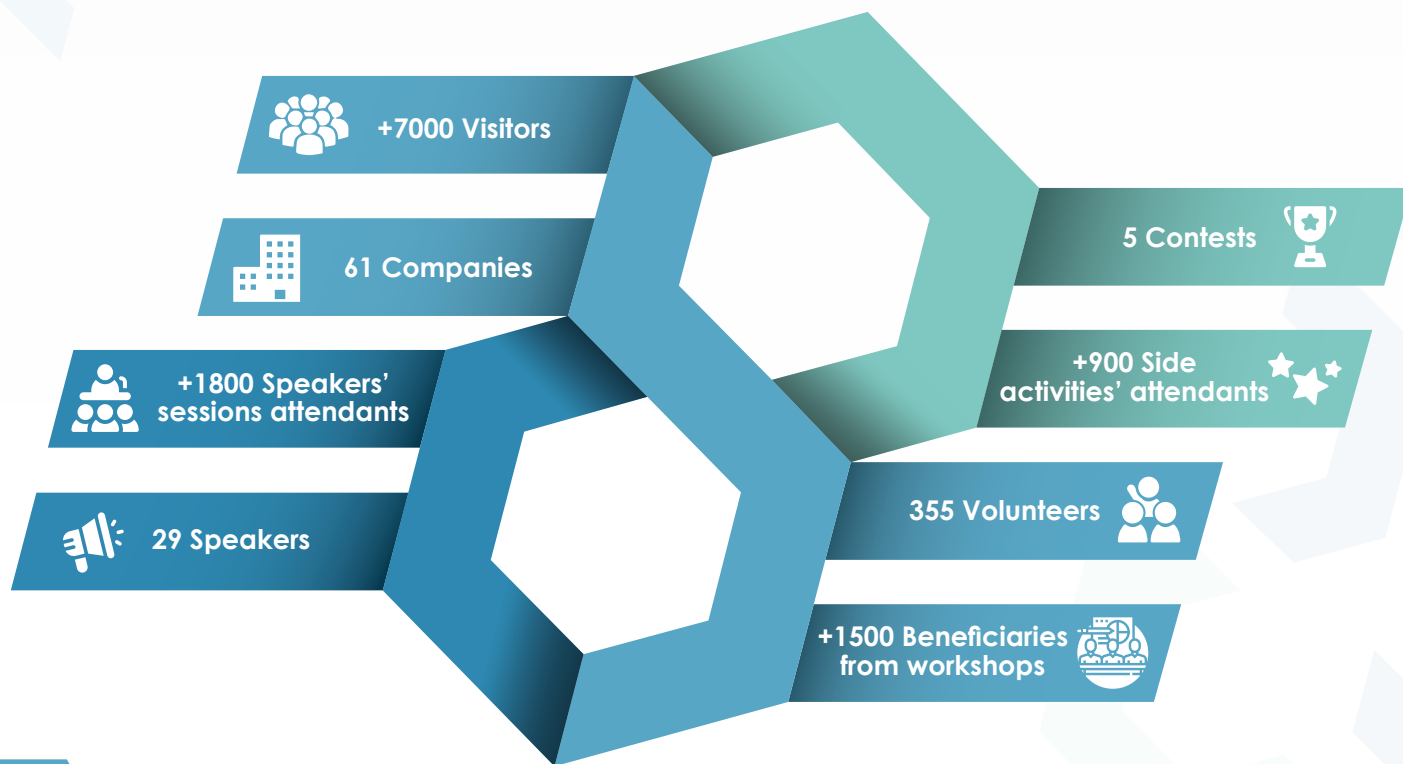 +7000 Visitors
61 Companies
+1800 Speakers’
sessions attendants
29 Speakers
5 Contests
+900 Side
activities’ attendants
355 Volunteers
+1500 Beneficiaries
from workshops